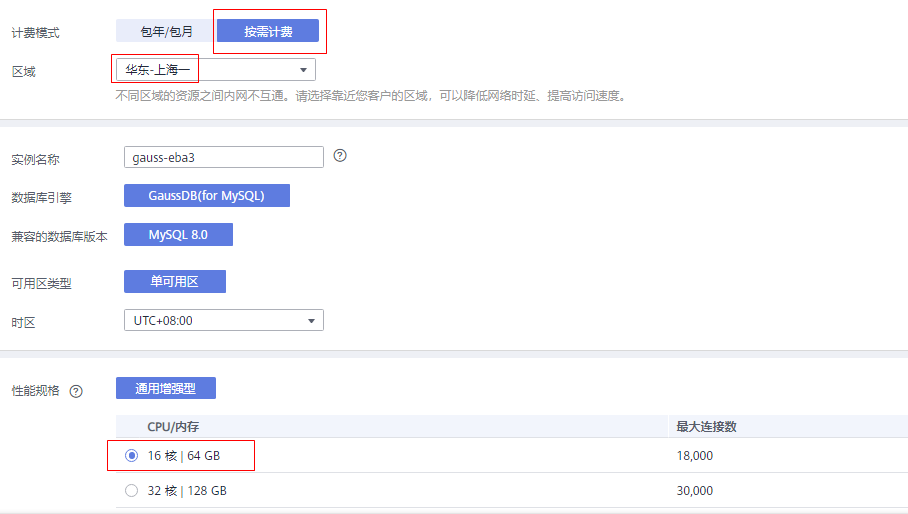 计费模式 包年/包月 按需计费
区域 华东-上海一
不同区域的资源之间内网不互通。请选择靠近您客户的区域，可以降低网络时延、提高访问速度。
实例名称 gauss-eba3 ?
数据库引擎 GaussDB(for MySQL)
兼容的数据库版本 MySQL 8.0
可用区类型 单可用区
时区 UTC+08:00
性能规格 ? 通用增强型
CPU/内存 最大连接数
16 核 | 64 GB 18,000
32 核 | 128 GB 30,000